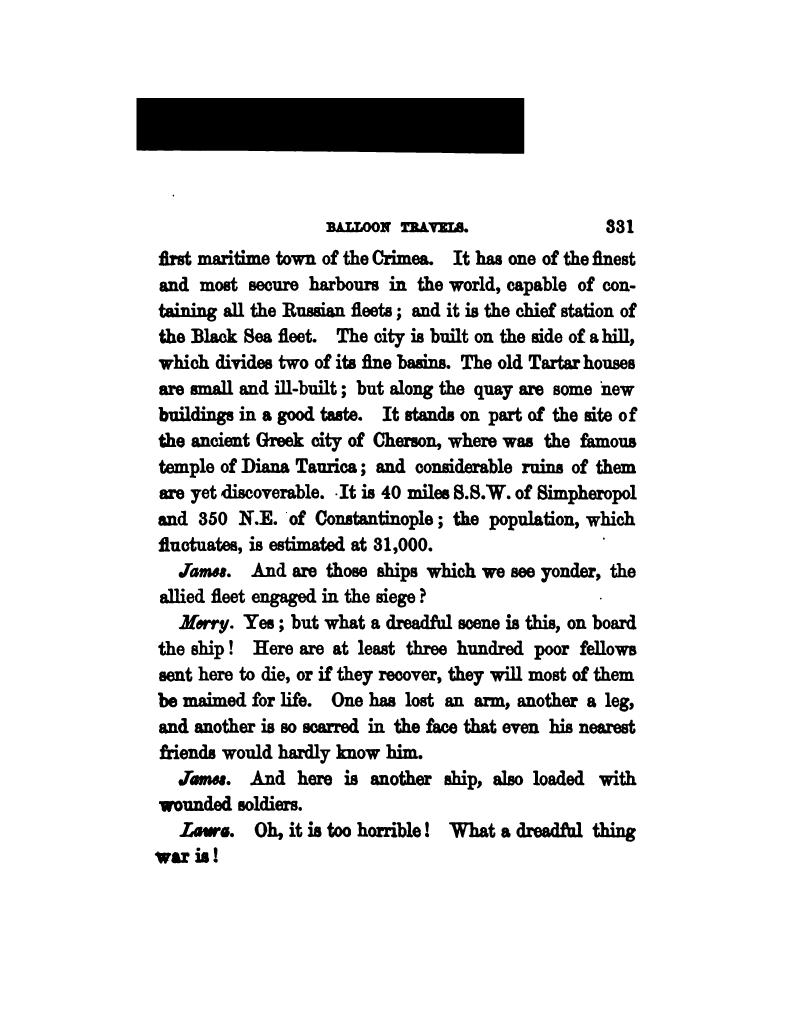 BALLOON TRAVELS. 331
first maritime town of the Crimea. It has one of the finest
and most secure harbours in the world, capable of con-
taining all the Russian fleets; and it is the chief station of
the Black Sea fleet. The city is built on the side of a hill,
which divides two of its fine basins. The old Tartar houses
are small and ill-built; but along the quay are some new
buildings in a good taste. It stands on part of the site of
the ancient Greek city of Cherson, where was the famous
temple of Diana Taurica; and considerable ruins of them
are yet discoverable. It is 40 miles S.S.W. of Simpheropol
and 350 N.E. of Constantinople; the population, which
fluctuates, is estimated at 31,000.
James. And are those ships which we see yonder, the
allied fleet engaged in the siege?
Merry. Yes; but what a dreadful scene is this, on board
the ship! Here are at least three hundred poor fellows
sent here to die, or if they recover, they will most of them
be maimed for life. One has lost an arm, another a leg,
and another is so scarred in the face that even his nearest
friends would hardly know him.
James. And here is another ship, also loaded with
wounded soldiers.
Laura. Oh, it is too horrible! What a dreadful thing
war is!